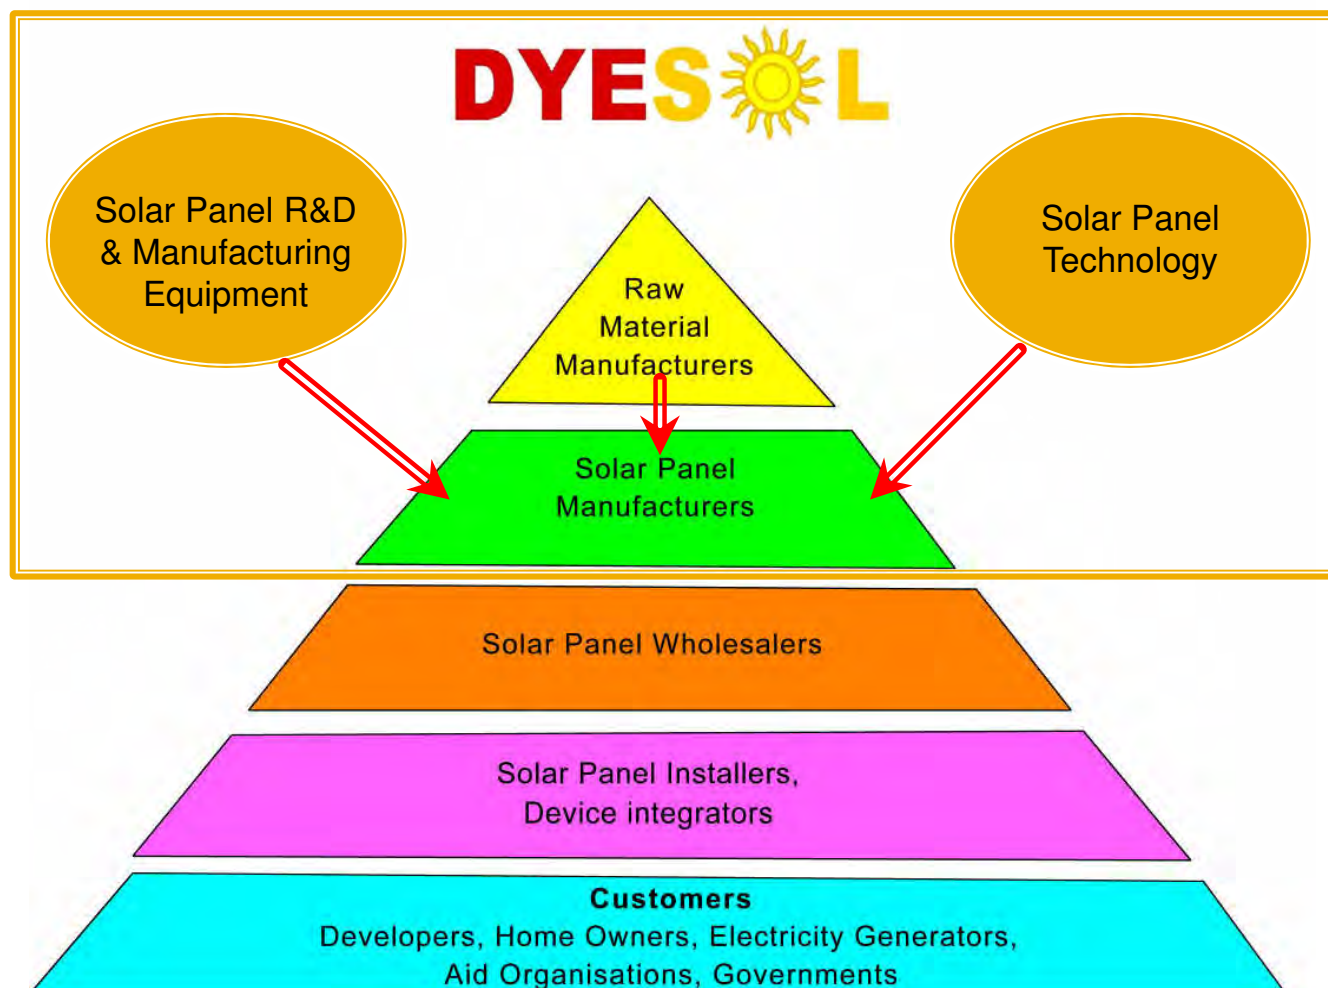 DYESOL
Solar Panel R&D
& Manufacturing
Equipment
Solar Panel
Technology
Raw
Material
Manufacturers
Solar Panel
Manufacturers
Solar Panel Wholesalers
Solar Panel Installers,
Device integrators
Customers
Developers, Home Owners, Electricity Generators,
Aid Organisations, Governments